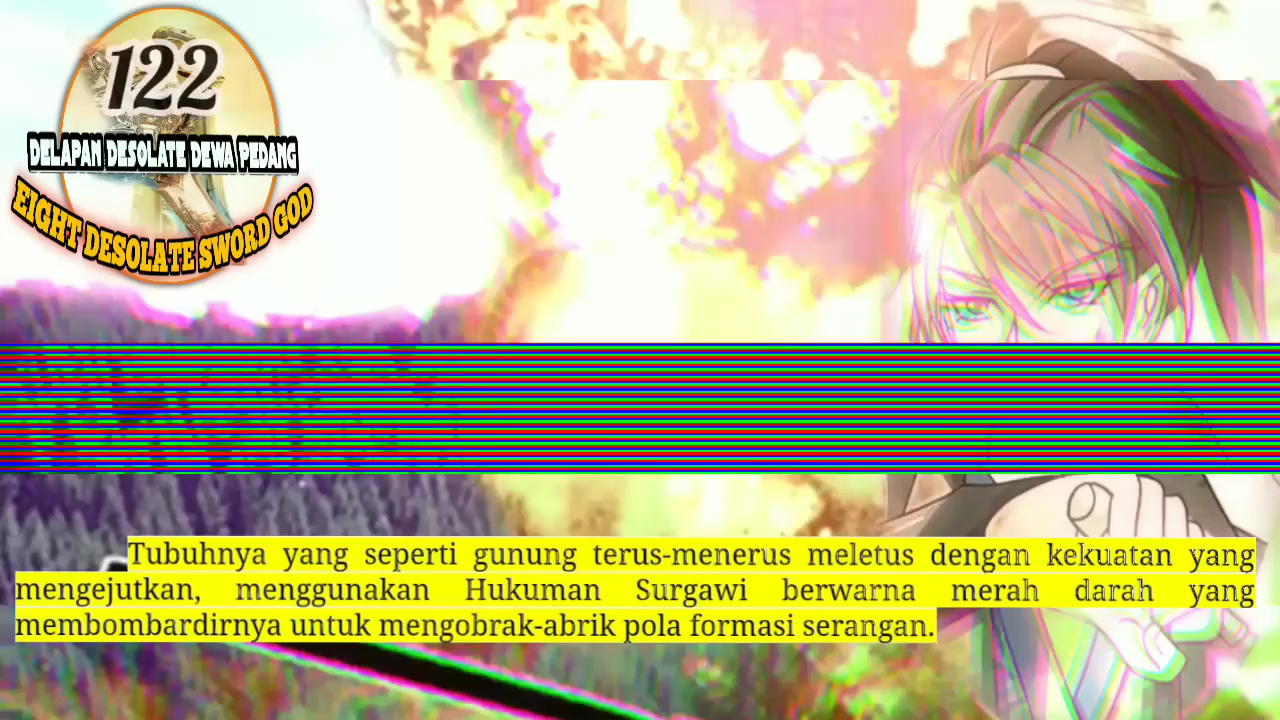 122
DELAPAN DESOLATE DEWA PEDANG
EIGHT DESOLATE SWORD GOD
Tubuhnya yang seperti gunung terus-menerus meletus dengan kekuatan yang
mengejutkan, menggunakan Hukuman Surgawi berwarna merah darah yang
membombardirnya untuk mengobrak-abrik pola formasi serangan.